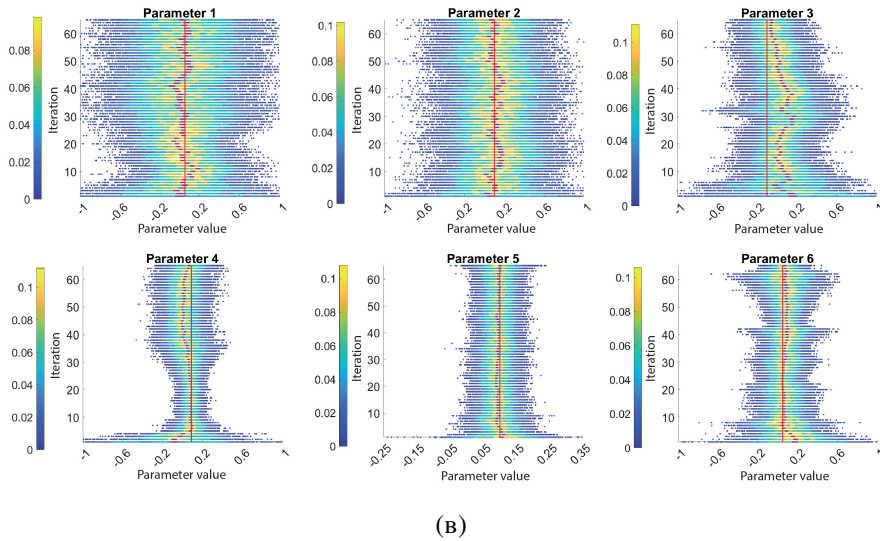 Parameter 1 Parameter 2 Parameter 3
0.08 0.06 0.04 0.02 0
Iteration
60 50 40 30 20 10
-1 -0.6 -0.2 0.2 0.6 1
Parameter value
0.1 0.08 0.06 0.04 0.02 0
Iteration
60 50 40 30 20 10
-1 -0.6 -0.2 0.2 0.6 1
Parameter value
0.1 0.08 0.06 0.04 0.02 0
Iteration
60 50 40 30 20 10
-1 -0.6 -0.2 0.2 0.6 1
Parameter value
Parameter 4 Parameter 5 Parameter 6
0.1 0.08 0.06 0.04 0.02 0
Iteration
60 50 40 30 20 10
-1 -0.6 -0.2 0.2 0.6 1
Parameter value
0.1 0.08 0.06 0.04 0.02 0
Iteration
60 50 40 30 20 10
-0.25 -0.15 -0.05 0.05 0.15 0.25 0.35
Parameter value
0.1 0.08 0.06 0.04 0.02 0
Iteration
60 50 40 30 20 10
-1 -0.6 -0.2 0.2 0.6 1
Parameter value
(B)